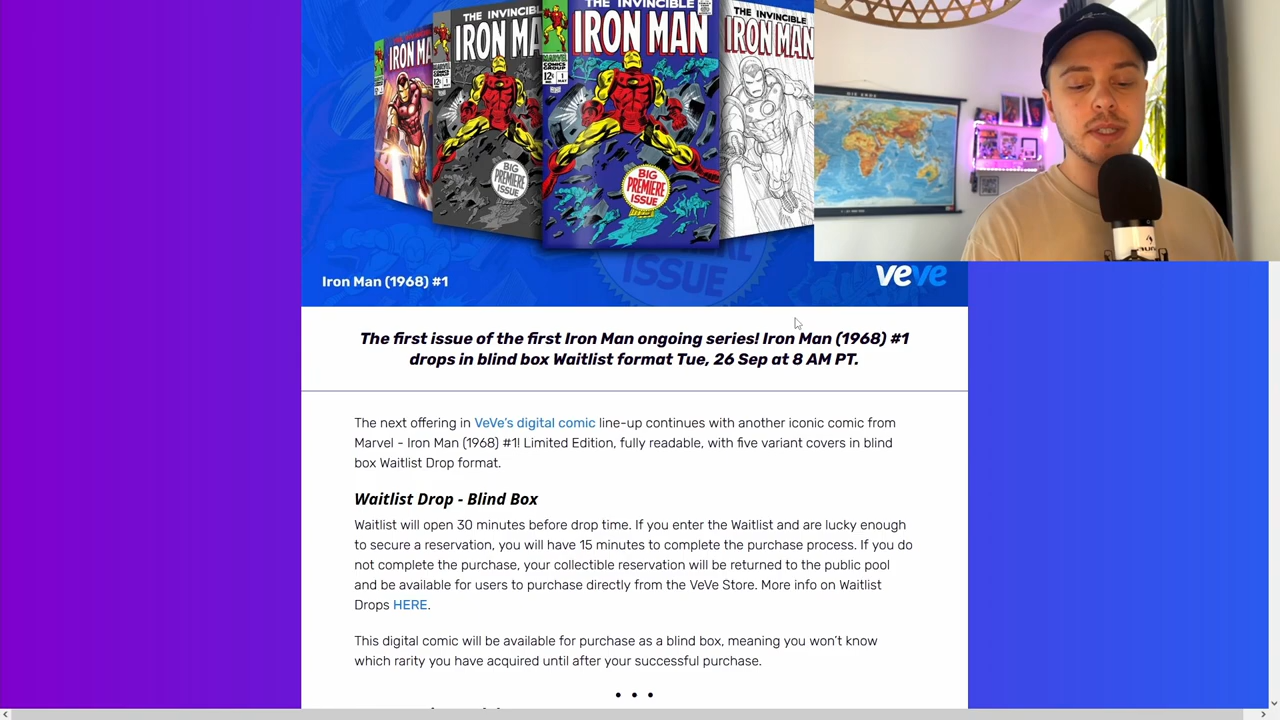 THE INVINCIBLE
IRON MAN
THE INVINCIBLE
IRON MAN
THE INVINCIBLE
IRON MAN
IRON MA
MARVEL
COMICS
GROUP
12¢
1
BIG
PREMIERE
ISSUE
BIG
PREMIERE
ISSUE
ISSUE
Iron Man (1968) #1
veve
The first issue of the first Iron Man ongoing series! Iron Man (1968) #1
drops in blind box Waitlist format Tue, 26 Sep at 8 AM PT.
The next offering in VeVe's digital comic line-up continues with another iconic comic from
Marvel - Iron Man (1968) #1! Limited Edition, fully readable, with five variant covers in blind
box Waitlist Drop format.
Waitlist Drop - Blind Box
Waitlist will open 30 minutes before drop time. If you enter the Waitlist and are lucky enough
to secure a reservation, you will have 15 minutes to complete the purchase process. If you do
not complete the purchase, your collectible reservation will be returned to the public pool
and be available for users to purchase directly from the VeVe Store. More info on Waitlist
Drops HERE.
This digital comic will be available for purchase as a blind box, meaning you won't know
which rarity you have acquired until after your successful purchase.
• • •